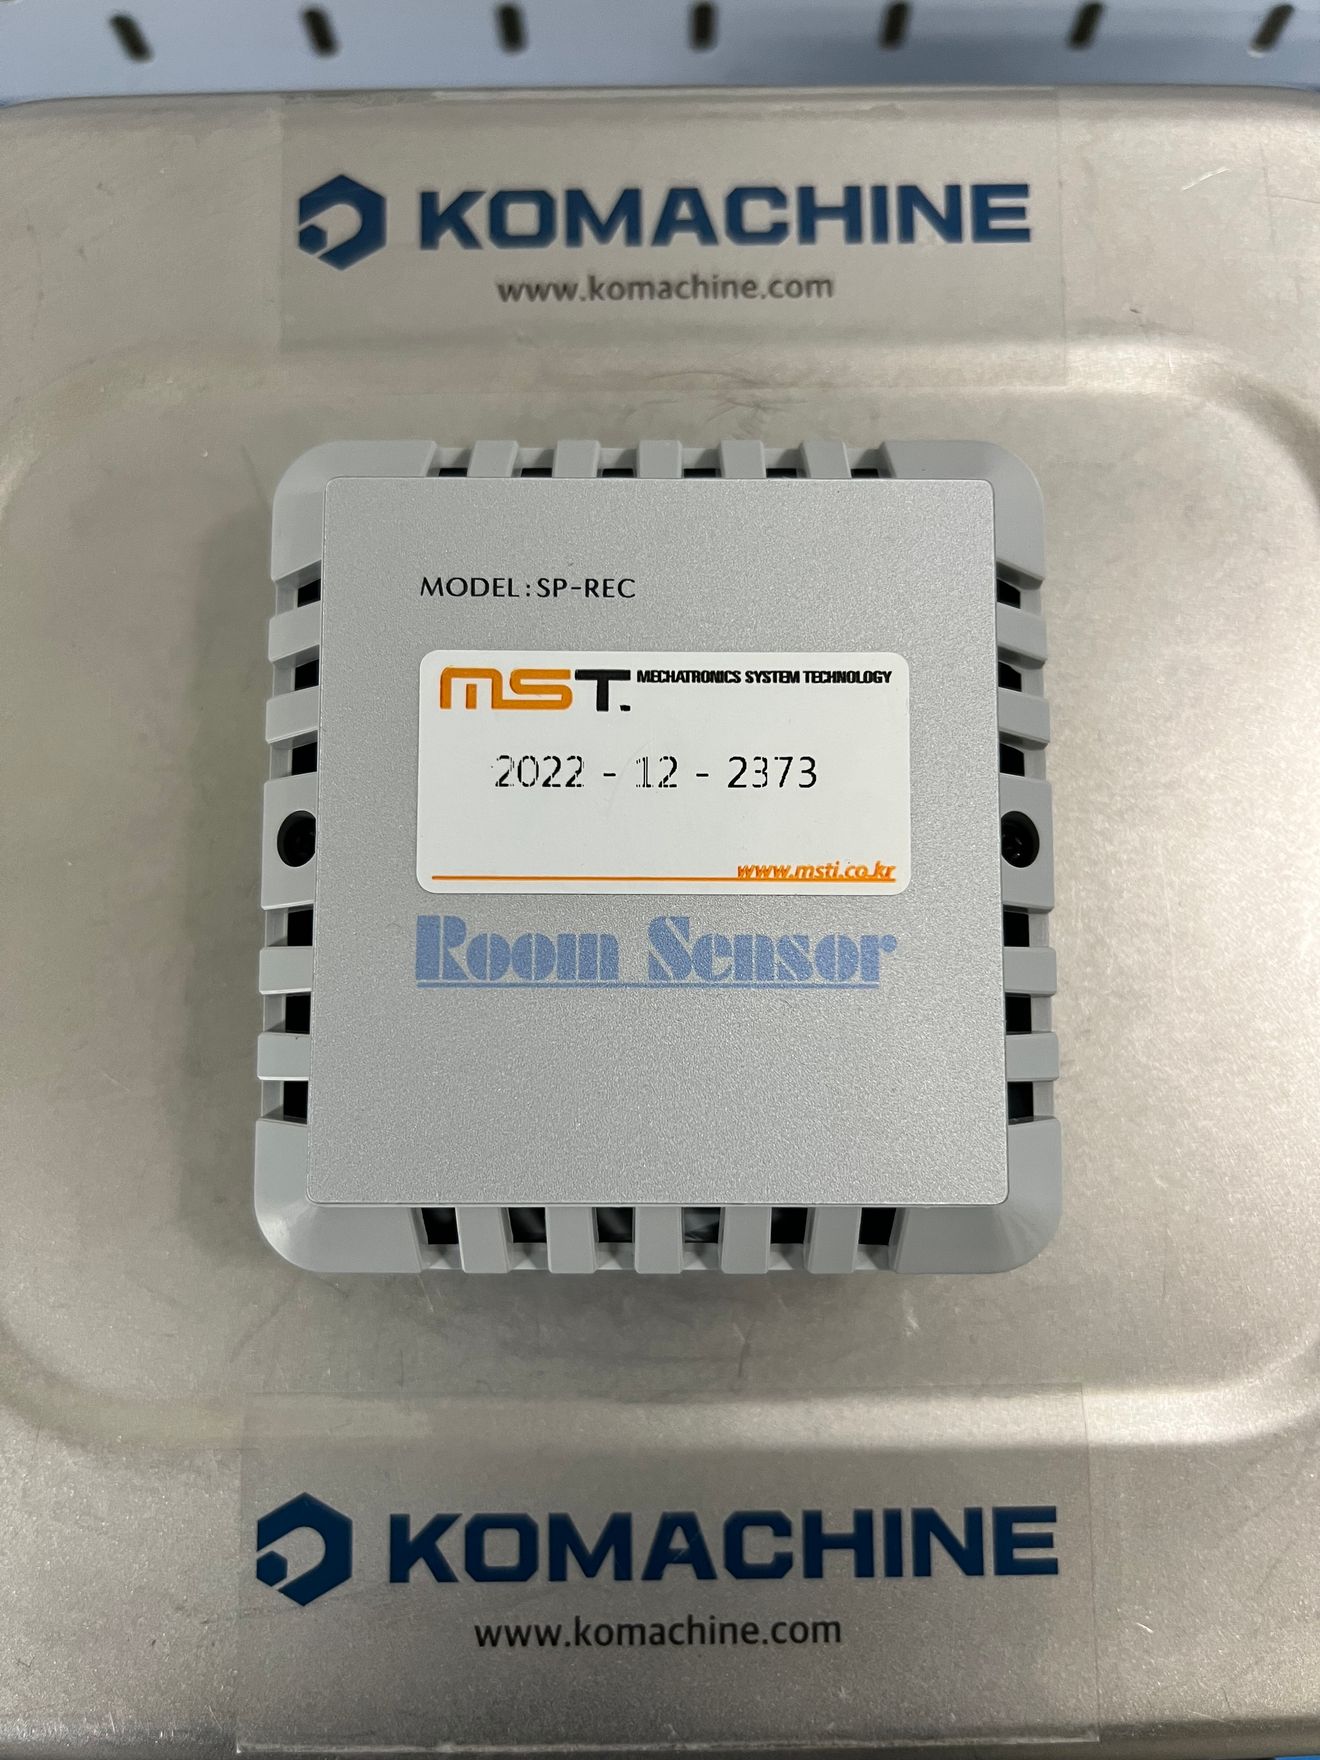 KOMACHINE
www.komachine.com
MODEL:SP-REC
MST. MECHATRONICS SYSTEM TECHNOLOGY
2022 - 12 - 2373
www.msti.co.kr
Room Sensor
KOMACHINE
www.komachine.com